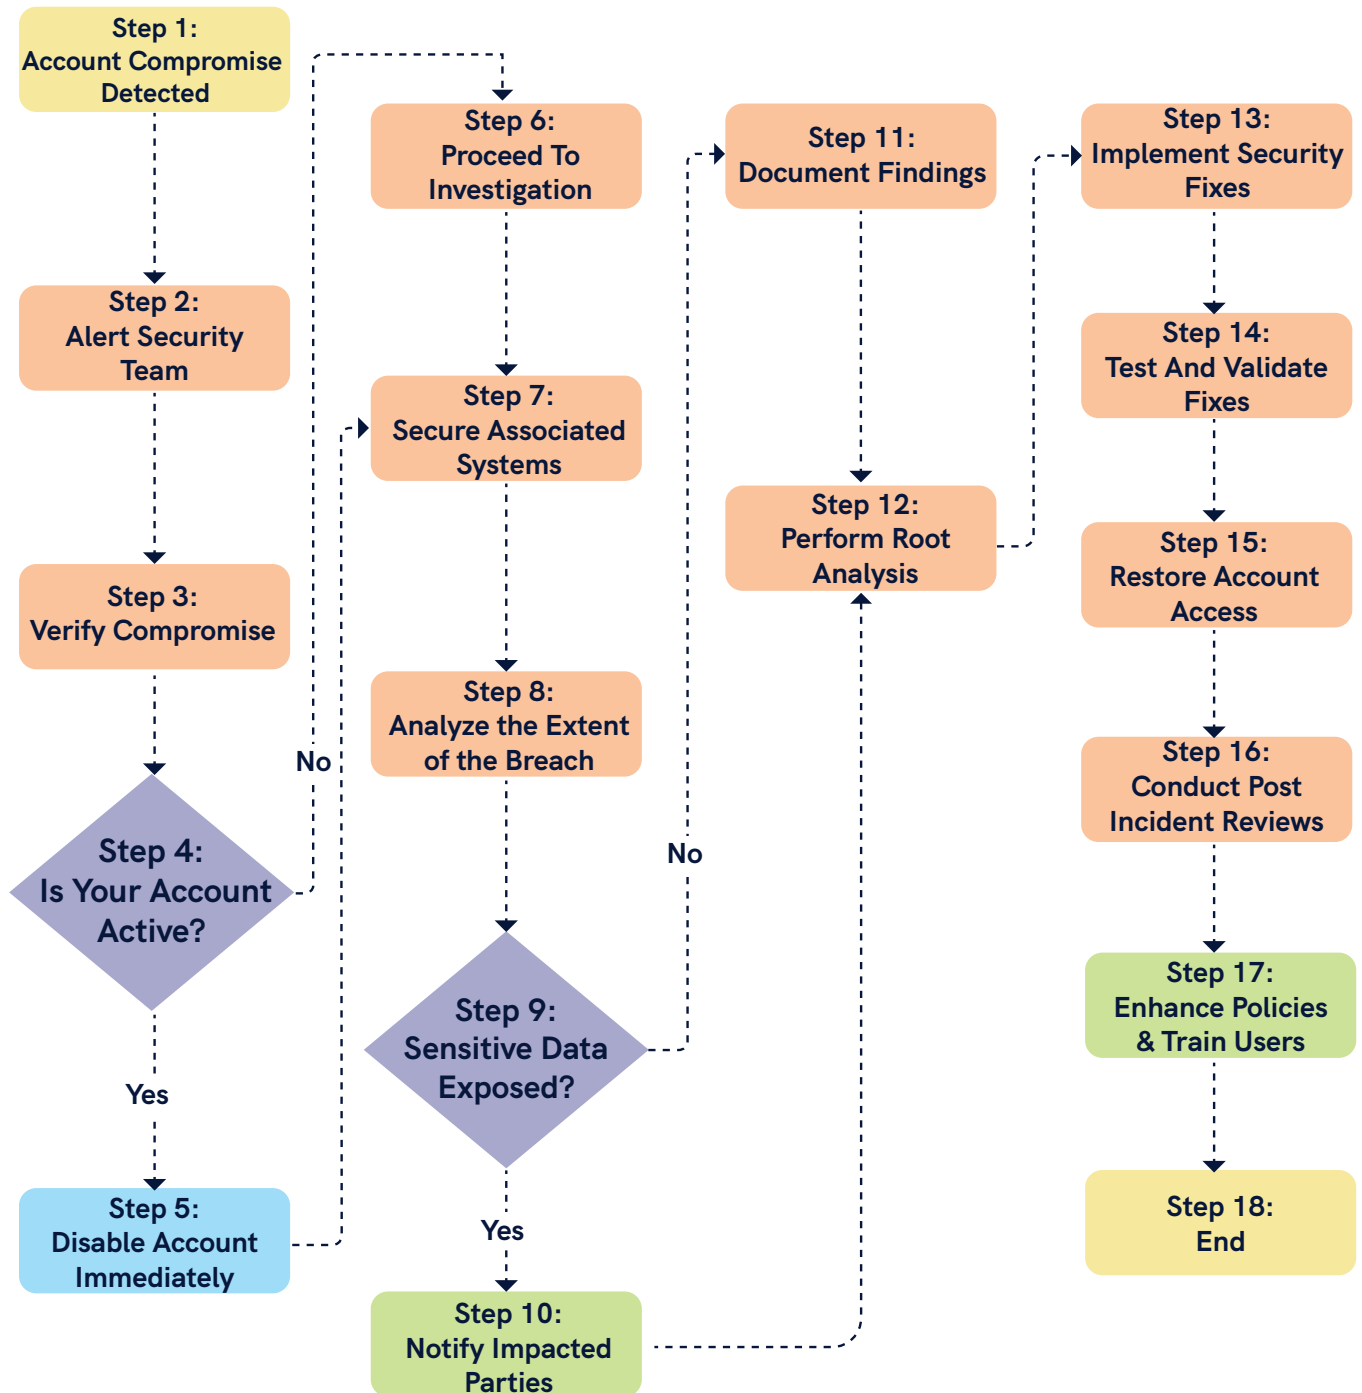 Step 1:
Account Compromise
Detected
Step 2:
Alert Security
Team
Step 3:
Verify Compromise
Step 4:
Is Your Account
Active?
No
Yes
Step 5:
Disable Account
Immediately
Step 6:
Proceed To
Investigation
Step 7:
Secure Associated
Systems
Step 8:
Analyze the Extent
of the Breach
Step 9:
Sensitive Data
Exposed?
No
Yes
Step 10:
Notify Impacted
Parties
Step 11:
Document Findings
Step 12:
Perform Root
Analysis
Step 13:
Implement Security
Fixes
Step 14:
Test And Validate
Fixes
Step 15:
Restore Account
Access
Step 16:
Conduct Post
Incident Reviews
Step 17:
Enhance Policies
& Train Users
Step 18:
End